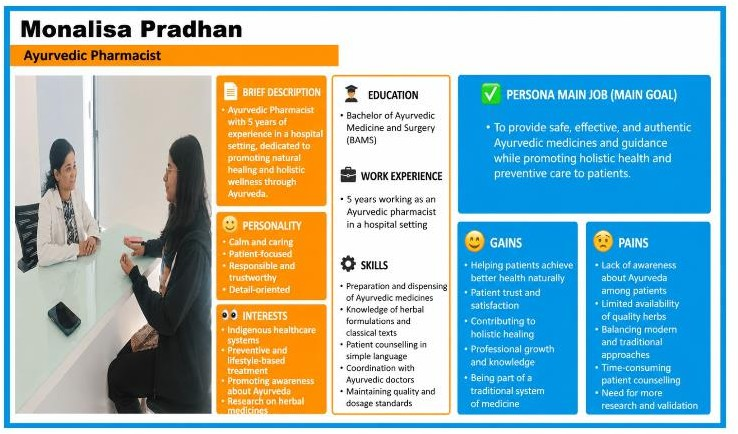 Monalisa Pradhan
Ayurvedic Pharmacist
BRIEF DESCRIPTION
• Ayurvedic Pharmacist
with 5 years of
experience in a hospital
setting, dedicated to
promoting natural
healing and holistic
wellness through
Ayurveda.
PERSONALITY
• Calm and caring
• Patient-focused
• Responsible and
trustworthy
• Detail-oriented
INTERESTS
• Indigenous healthcare
systems
• Preventive and
lifestyle-based
treatment
• Promoting awareness
about Ayurveda
• Research on herbal
medicines
EDUCATION
• Bachelor of Ayurvedic
Medicine and Surgery
(BAMS)
WORK EXPERIENCE
• 5 years working as an
Ayurvedic pharmacist
in a hospital setting
SKILLS
• Preparation and dispensing
of Ayurvedic medicines
• Knowledge of herbal
formulations and
classical texts
• Patient counselling in
simple language
• Coordination with
Ayurvedic doctors
• Maintaining quality and
dosage standards
PERSONA MAIN JOB (MAIN GOAL)
• To provide safe, effective, and authentic
Ayurvedic medicines and guidance
while promoting holistic health and
preventive care to patients.
GAINS
• Helping patients achieve
better health naturally
• Patient trust and
satisfaction
• Contributing to
holistic healing
• Professional growth
and knowledge
• Being part of a
traditional system
of medicine
PAINS
• Lack of awareness
about Ayurveda
among patients
• Limited availability
of quality herbs
• Balancing modern
and traditional
approaches
• Time-consuming
patient counselling
• Need for more
research and validation